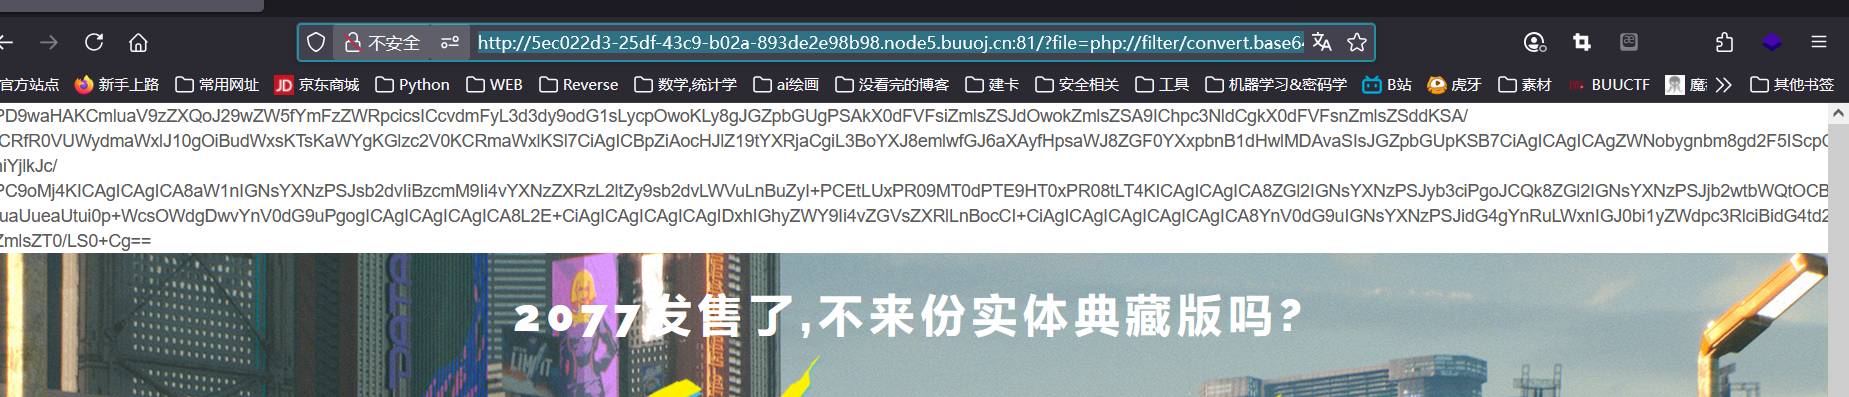 不安全 http://5ec022d3-25df-43c9-b02a-893de2e98b98.node5.buuoj.cn:81/?file=php://filter/convert.base64
官方站点 新手上路 常用网址 JD 京东商城 Python WEB Reverse 数学,统计学 ai绘画 没看完的博客 建卡 安全相关 工具 机器学习&密码学 B站 虎牙 素材 BUUCTF 魔 其他书签
PD9waHAKCmluaV9zZXQoJ29wZW5fYmFzZWRpcicsICcvdmFyL3d3dy9odG1sLycpOwoKLy8gJGZpbGUgPSAkX0dFVFsiZmlsZSJdOwokZmlsZSA9IChpc3NldCgkX0dFVFsnZmlsZSddKSA/
CRfR0VUWydmaWxlJ10gOiBudWxsKTsKaWYgKGlzc2V0KCRmaWxlKSl7CiAgICBpZiAocHJlZ19tYXRjaCgiL3BoYXJ8emlwfGJ6aXAyfHpsaWJ8ZGF0YXxpbnB1dHwlMDAvaSIsJGZpbGUpKSB7CiAgICAgICAgZWNobygnbm8gd2F5IScpO
niYjlkJc/
PC9oMj4KICAgICAgICA8aW1nIGNsYXNzPSJsb2dvIiBzcmM9Ii4vYXNzZXRzL2ltZy9sb2dvLWVuLnBuZyI+PCEtLUxPR09MT0dPTE9HT0xPR08tLT4KICAgICAgICA8ZGl2IGNsYXNzPSJyb3ciPgoJCQk8ZGl2IGNsYXNzPSJjb2wtbWQtOCB
uaUueaUtui0p+WcsOWdgDwvYnV0dG9uPgogICAgICAgICAgICA8L2E+CiAgICAgICAgICAgIDxhIGhyZWY9Ii4vZGVsZXRlLnBocCI+CiAgICAgICAgICAgICAgICA8YnV0dG9uIGNsYXNzPSJidG4gYnRuLWxnIGJ0bi1yZWdpc3RlciBidG4td2
ZmlsZT0/LS0+Cg==
2077发售了,不来份实体典藏版吗?